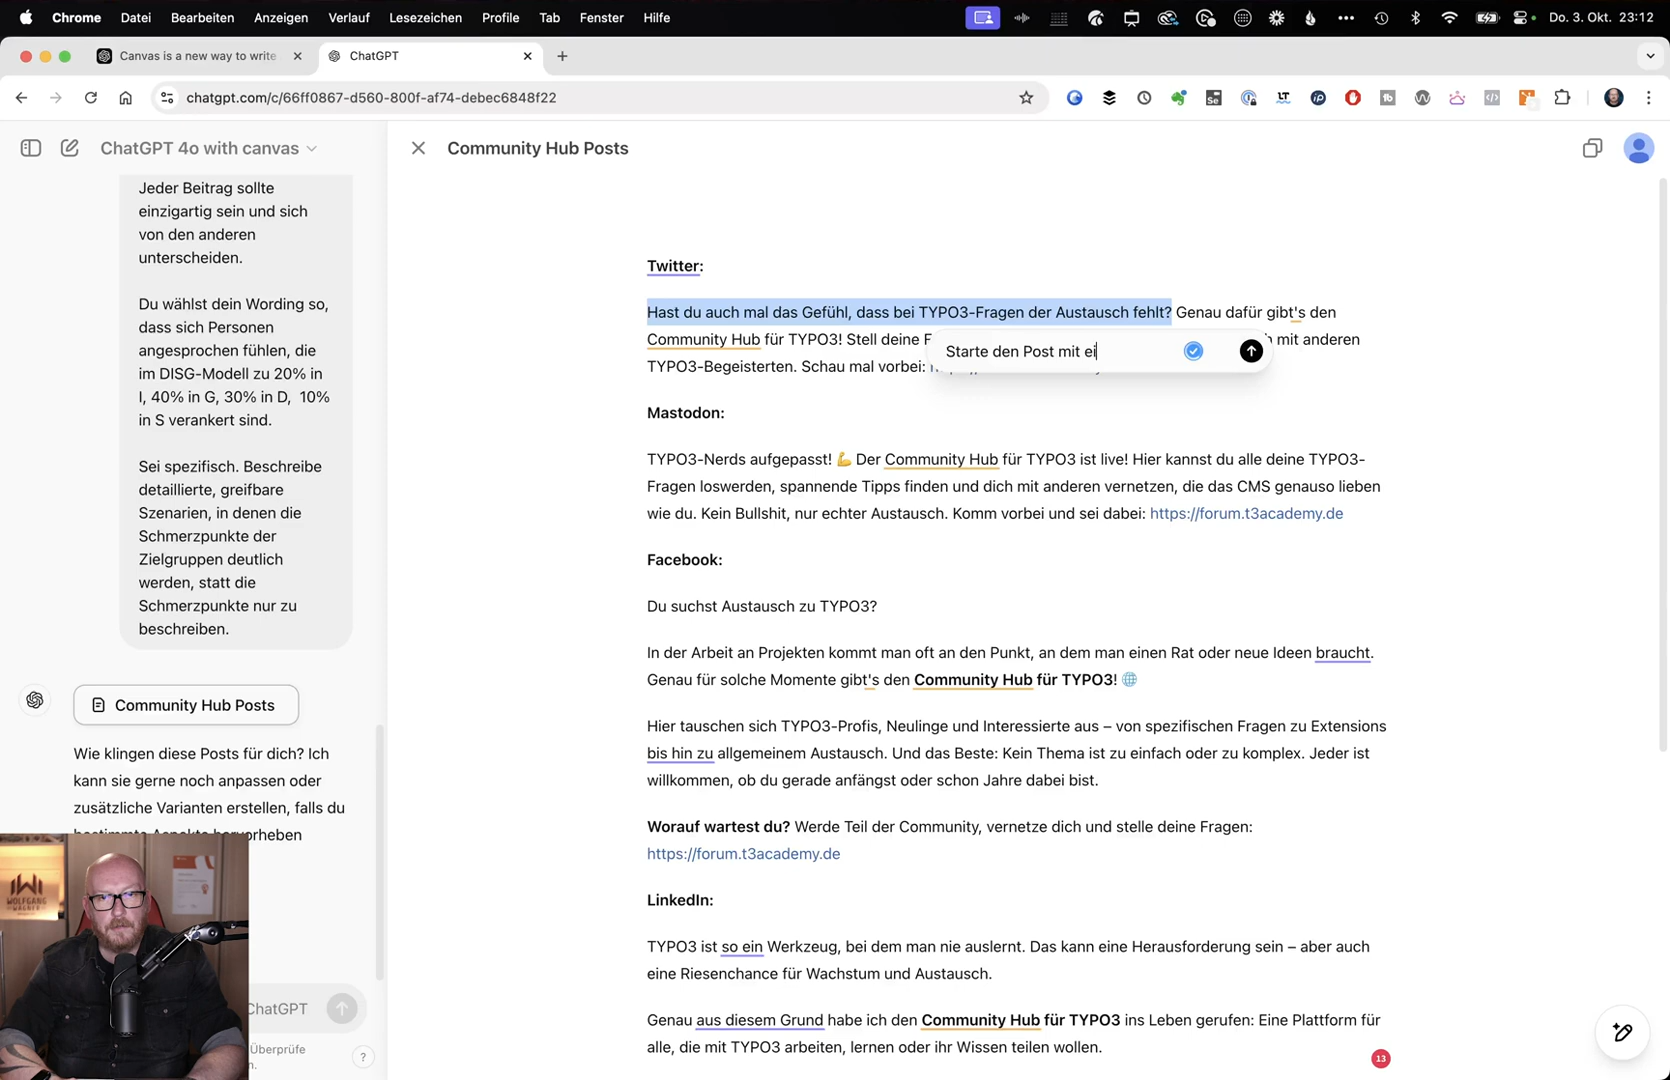 Chrome Datei Bearbeiten Anzeigen Verlauf Lesezeichen Profile Tab Fenster Hilfe Do. 3. Okt. 23:12
Canvas is a new way to write
ChatGPT
chatgpt.com/c/66ff0867-d560-800f-af74-debec6848f22
ChatGPT 4o with canvas
Community Hub Posts
Jeder Beitrag sollte
einzigartig sein und sich
von den anderen
unterscheiden.
Du wählst dein Wording so,
dass sich Personen
angesprochen fühlen, die
im DISG-Modell zu 20% in
I, 40% in G, 30% in D, 10%
in S verankert sind.
Sei spezifisch. Beschreibe
detaillierte, greifbare
Szenarien, in denen die
Schmerzpunkte der
Zielgruppen deutlich
werden, statt die
Schmerzpunkte nur zu
beschreiben.
Community Hub Posts
Wie klingen diese Posts für dich? Ich
kann sie gerne noch anpassen oder
zusätzliche Varianten erstellen, falls du
bestimmte Aspekte hervorheben
WOLFGANG
WAGNER
ChatGPT
Überprüfe
n.
?
Twitter:
Hast du auch mal das Gefühl, dass bei TYPO3-Fragen der Austausch fehlt? Genau dafür gibt's den
Community Hub für TYPO3! Stell deine F mit anderen
Starte den Post mit ei
TYPO3-Begeisterten. Schau mal vorbei:
Mastodon:
TYPO3-Nerds aufgepasst! 💪 Der Community Hub für TYPO3 ist live! Hier kannst du alle deine TYPO3-
Fragen loswerden, spannende Tipps finden und dich mit anderen vernetzen, die das CMS genauso lieben
wie du. Kein Bullshit, nur echter Austausch. Komm vorbei und sei dabei: https://forum.t3academy.de
Facebook:
Du suchst Austausch zu TYPO3?
In der Arbeit an Projekten kommt man oft an den Punkt, an dem man einen Rat oder neue Ideen braucht.
Genau für solche Momente gibt's den Community Hub für TYPO3! 🌐
Hier tauschen sich TYPO3-Profis, Neulinge und Interessierte aus – von spezifischen Fragen zu Extensions
bis hin zu allgemeinem Austausch. Und das Beste: Kein Thema ist zu einfach oder zu komplex. Jeder ist
willkommen, ob du gerade anfängst oder schon Jahre dabei bist.
Worauf wartest du? Werde Teil der Community, vernetze dich und stelle deine Fragen:
https://forum.t3academy.de
LinkedIn:
TYPO3 ist so ein Werkzeug, bei dem man nie auslernt. Das kann eine Herausforderung sein – aber auch
eine Riesenchance für Wachstum und Austausch.
Genau aus diesem Grund habe ich den Community Hub für TYPO3 ins Leben gerufen: Eine Plattform für
alle, die mit TYPO3 arbeiten, lernen oder ihr Wissen teilen wollen.
13